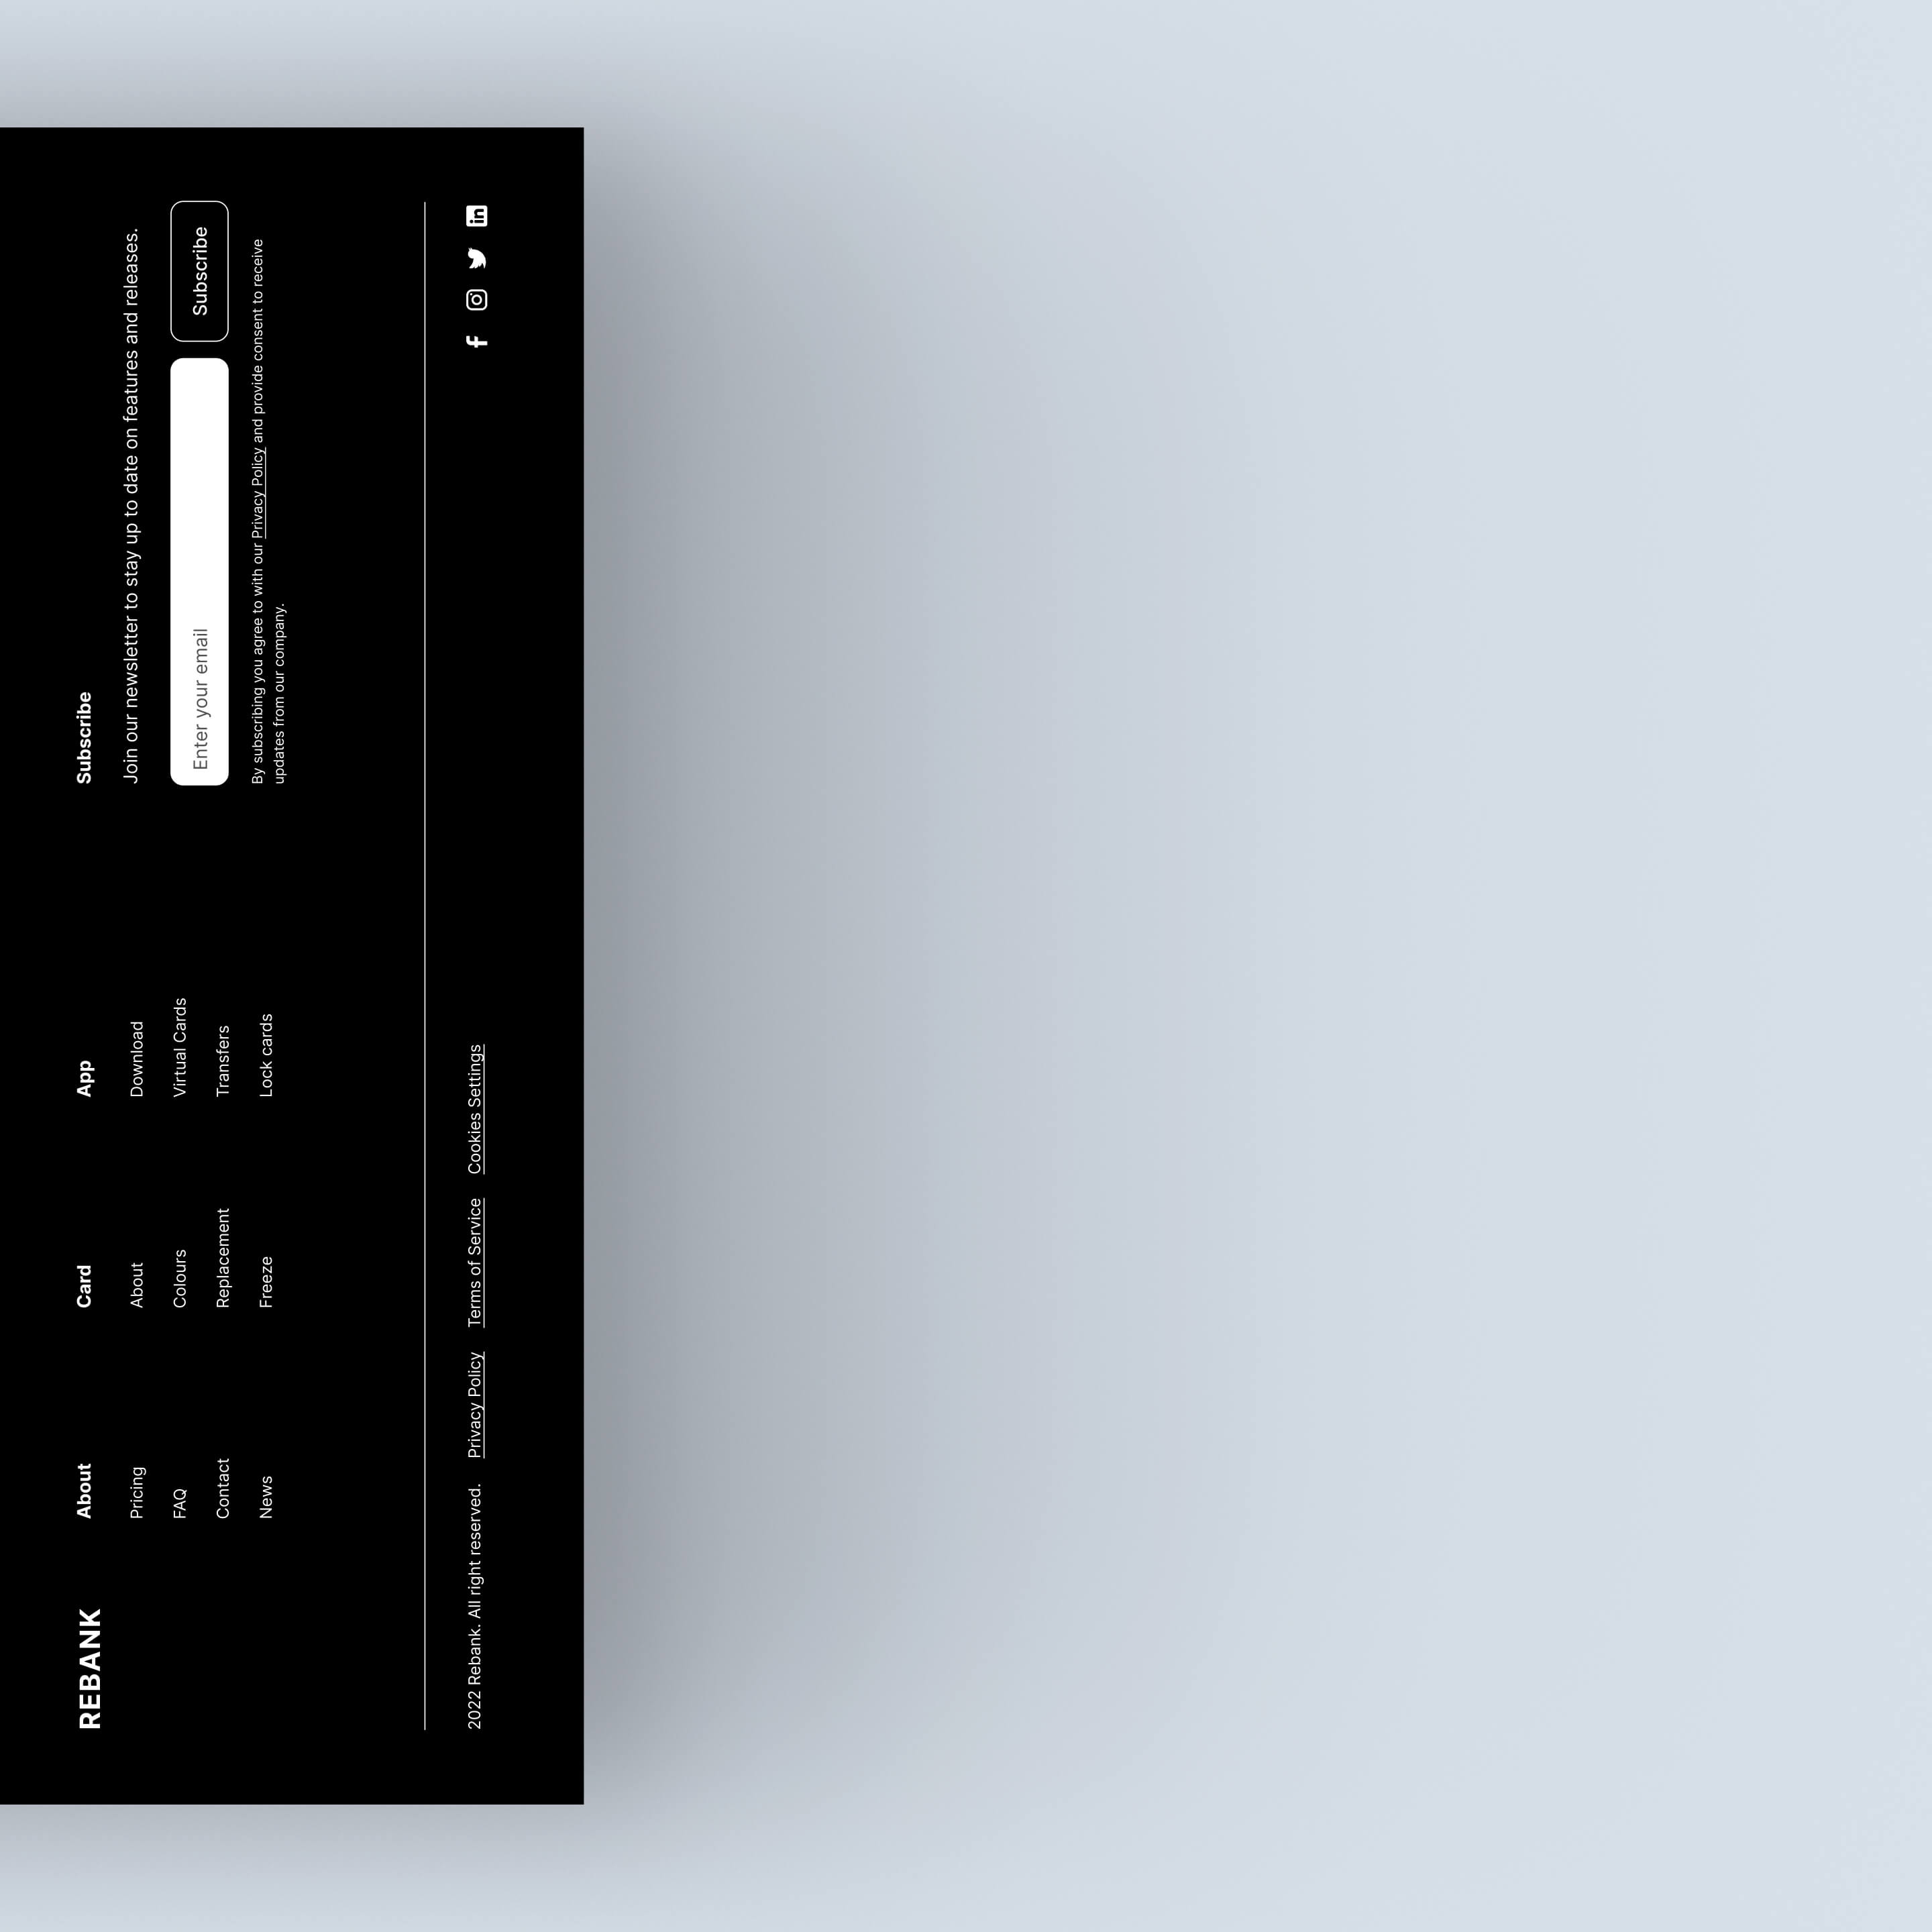 REBANK
About
Pricing
FAQ
Contact
News
Card
About
Colours
Replacement
Freeze
App
Download
Virtual Cards
Transfers
Lock cards
Subscribe
Join our newsletter to stay up to date on features and releases.
Enter your email
Subscribe
By subscribing you agree to with our Privacy Policy and provide consent to receive
updates from our company.
2022 Rebank. All right reserved. Privacy Policy Terms of Service Cookies Settings